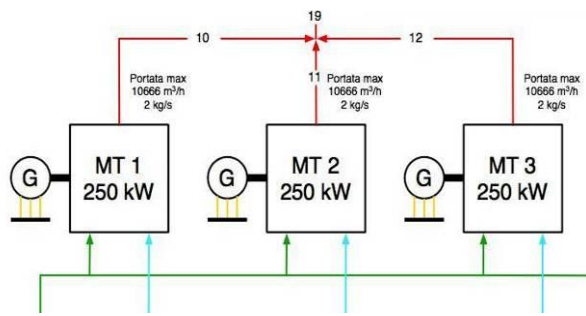 19
10
12
11
Portata max
10666 m³/h
2 kg/s
Portata max
10666 m³/h
2 kg/s
Portata max
10666 m³/h
2 kg/s
G
MT 1
250 kW
G
MT 2
250 kW
G
MT 3
250 kW